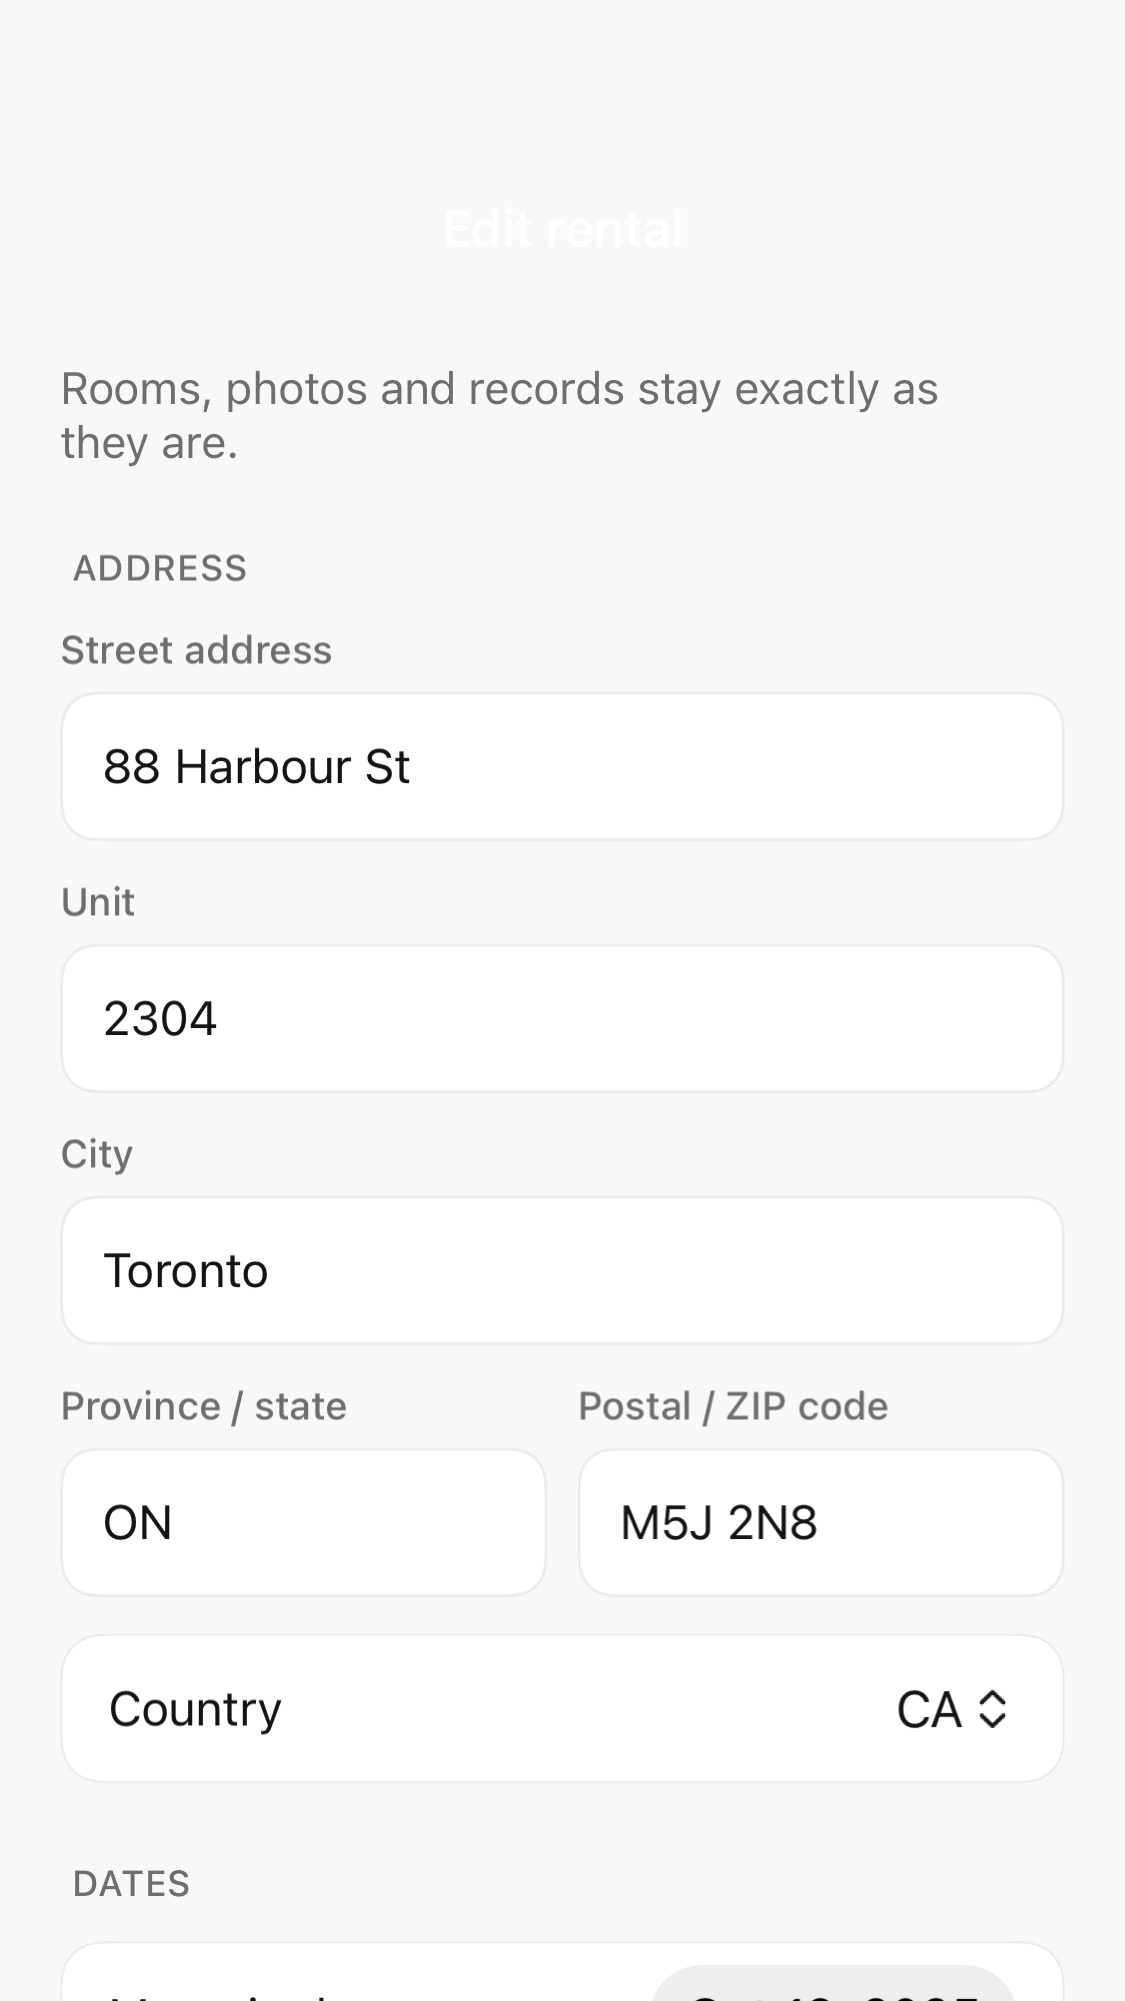 Edit rental
Rooms, photos and records stay exactly as
they are.
ADDRESS
Street address
88 Harbour St
Unit
2304
City
Toronto
Province / state
Postal / ZIP code
ON
M5J 2N8
Country
CA
DATES